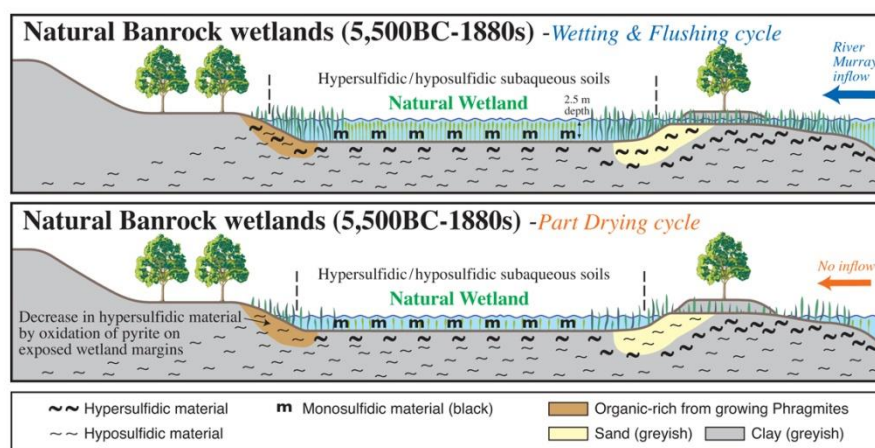 Natural Banrock wetlands (5,500BC-1880s) -Wetting & Flushing cycle
River
Murray
inflow
Hypersulfidic/hyposulfidic subaqueous soils
Natural Wetland
2.5 m
depth
m m m m m m m
Natural Banrock wetlands (5,500BC-1880s) -Part Drying cycle
No inflow
Hypersulfidic/hyposulfidic subaqueous soils
Natural Wetland
Decrease in hypersulfidic material
by oxidation of pyrite on
exposed wetland margins
m m m m m m m
Hypersulfidic material
m Monosulfidic material (black)
Organic-rich from growing Phragmites
Hyposulfidic material
Sand (greyish)
Clay (greyish)